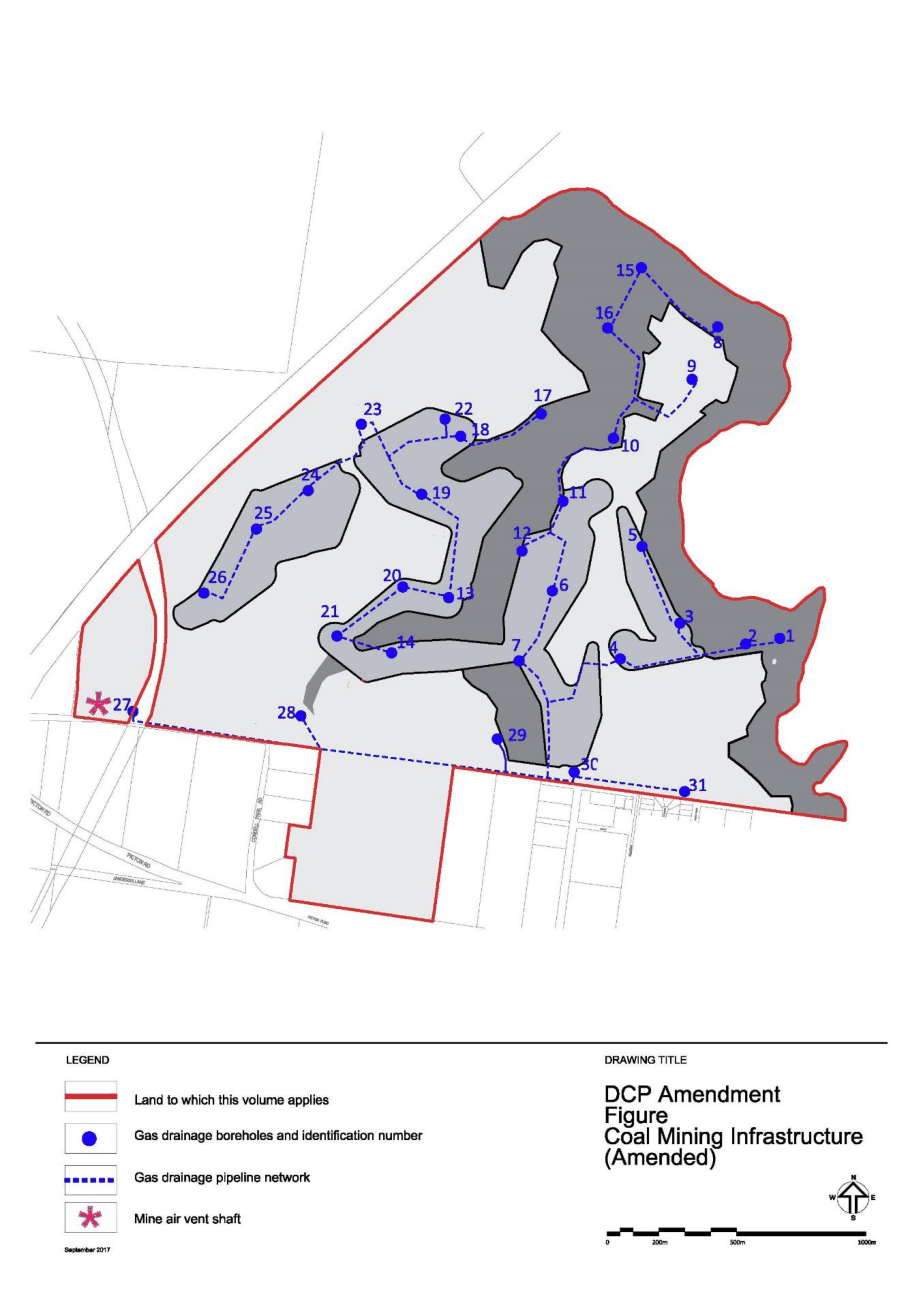 15
16
8
9
17
22
23
18
10
24
19
11
25
12
5
26
20
13
6
21
3
14
7
4
2
1
27
28
29
30
31
PICTON RD
PICTON RD
CONDELL PARK RD
JANDERRA LANE
LEGEND
DRAWING TITLE
Land to which this volume applies
Gas drainage boreholes and identification number
Gas drainage pipeline network
Mine air vent shaft
September 2017
DCP Amendment
Figure
Coal Mining Infrastructure
(Amended)
N
W
E
S
0
200m
500m
1000m